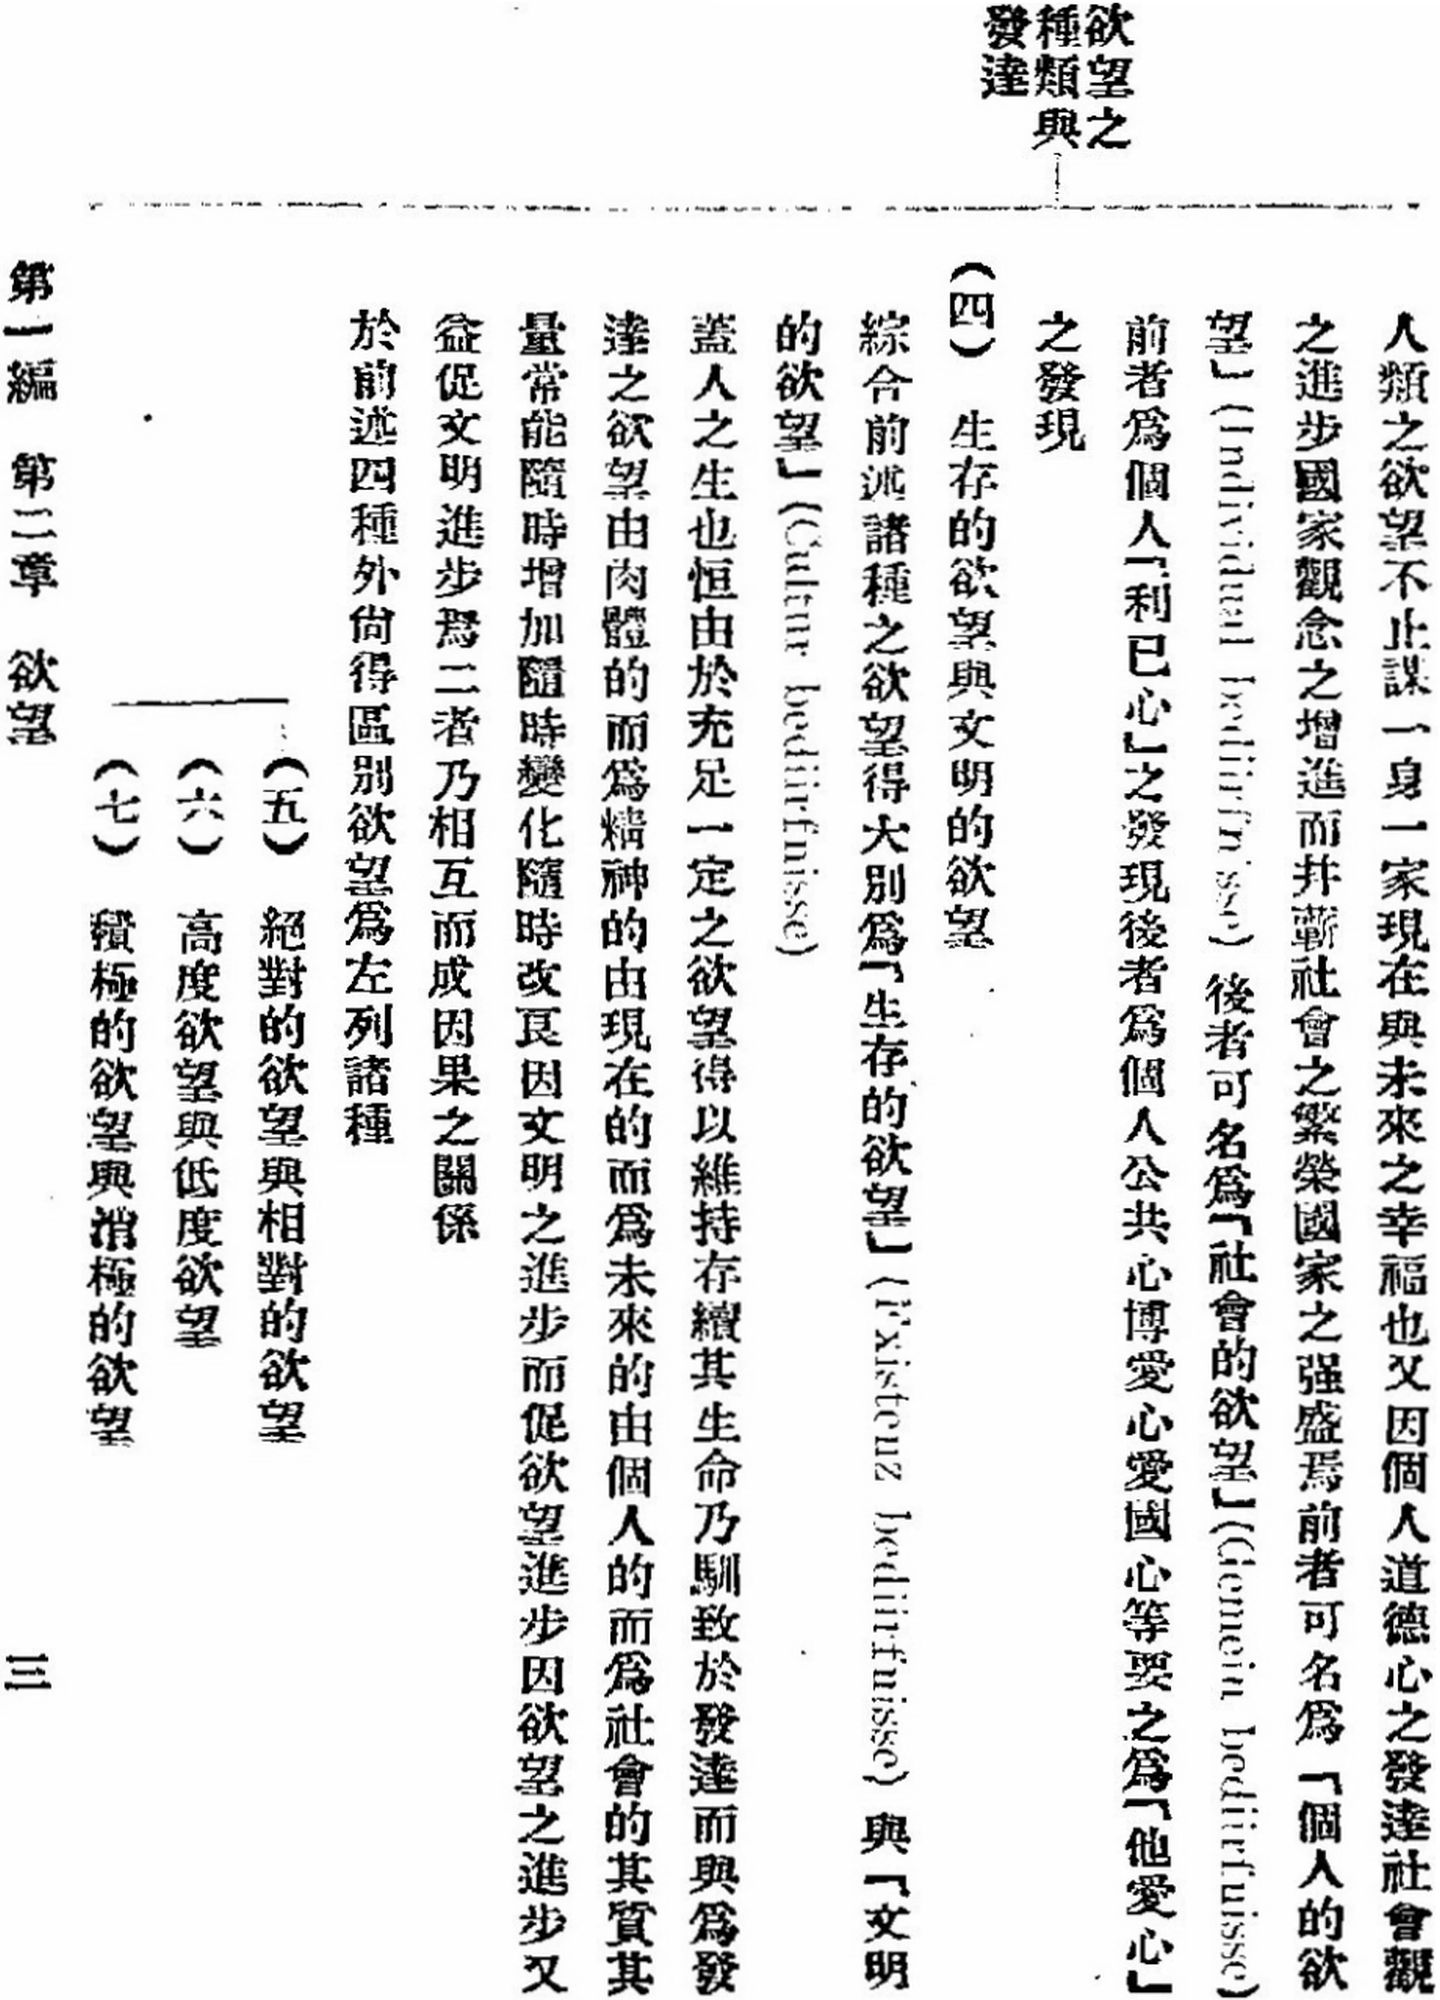 欲望之
種類與
發達
人類之欲望不止謀一身一家現在與未來之幸福也又因個人道德心之發達社會觀
之進步國家觀念之增進而幷蘄社會之繁榮國家之强盛焉前者可名爲「個人的欲
望」(Individual bedürfnisse)後者可名爲「社會的欲望」(Gemein bedürfnisse)
前者爲個人「利已心」之發現後者爲個人公共心博愛心愛國心等要之爲「他愛心」
之發現
(四) 生存的欲望與文明的欲望
綜合前述諸種之欲望得大別爲「生存的欲望」(Existenz bedürfnisse)與「文明
的欲望」(Cultur bedürfnisse)
蓋人之生也恒由於充足一定之欲望得以維持存續其生命乃馴致於發達而與爲發
達之欲望由肉體的而爲精神的由現在的而爲未來的由個人的而爲社會的其質其
量常能隨時增加隨時變化隨時改良因文明之進步而促欲望進步因欲望之進步又
益促文明進步焉二者乃相互而成因果之關係
於前述四種外尙得區別欲望爲左列諸種
(五) 絕對的欲望與相對的欲望
(六) 高度欲望與低度欲望
(七) 積極的欲望與消極的欲望
第一編 第二章 欲望
三